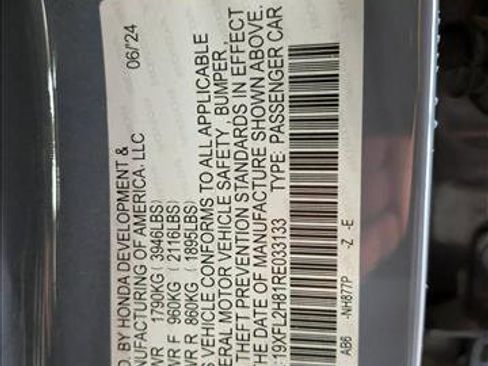 D. BY HONDA DEVELOPMENT & 06/'24
NUFACTURING OF AMERICA, LLC
WR 1790KG (3946LBS)
WR F 960KG (2116LBS)
WR R 860KG (1895LBS)
S VEHICLE CONFORMS TO ALL APPLICABLE
ERAL MOTOR VEHICLE SAFETY, BUMPER,
THEFT PREVENTION STANDARDS IN EFFECT
THE DATE OF MANUFACTURE SHOWN ABOVE.
: 19XFL2H81RE033133 TYPE: PASSENGER CAR
AB6 -NH877P -Z -E